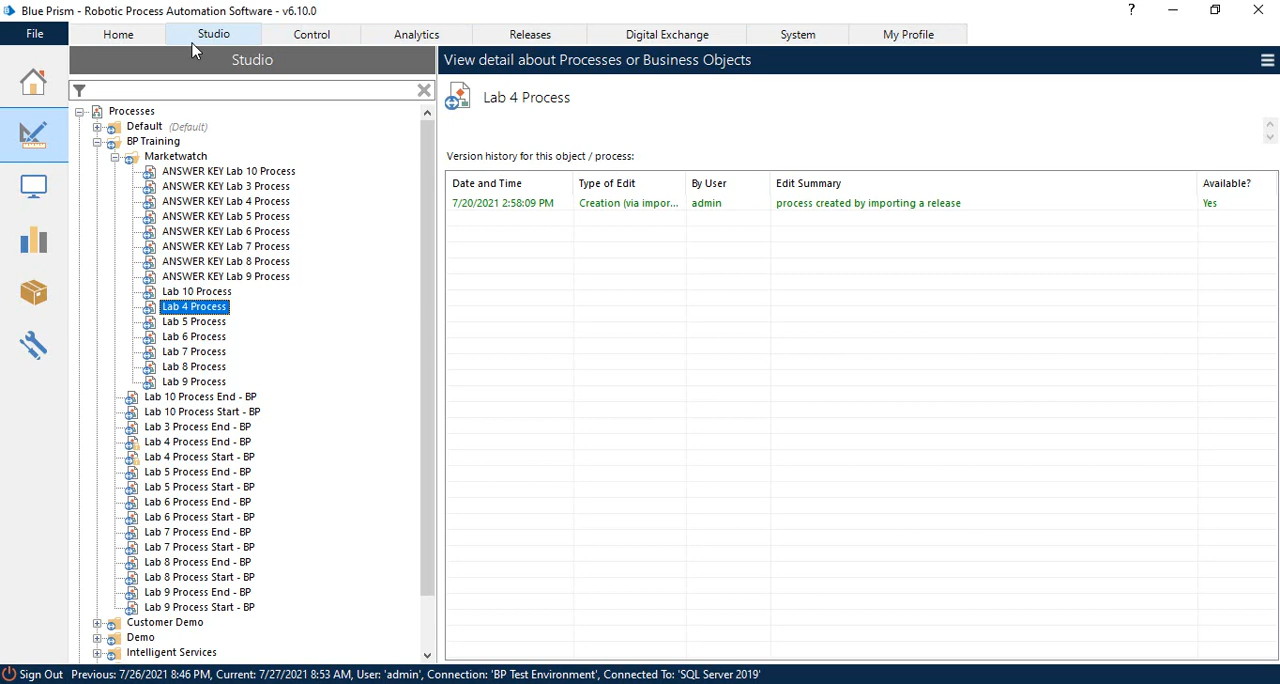 Blue Prism - Robotic Process Automation Software - v6.10.0
?
File Home Studio Control Analytics Releases Digital Exchange System My Profile
Studio
View detail about Processes or Business Objects
Lab 4 Process
Version history for this object / process:
Date and Time Type of Edit By User Edit Summary Available?
7/20/2021 2:58:09 PM Creation (via impor... admin process created by importing a release Yes
Processes
Default (Default)
BP Training
Marketwatch
ANSWER KEY Lab 10 Process
ANSWER KEY Lab 3 Process
ANSWER KEY Lab 4 Process
ANSWER KEY Lab 5 Process
ANSWER KEY Lab 6 Process
ANSWER KEY Lab 7 Process
ANSWER KEY Lab 8 Process
ANSWER KEY Lab 9 Process
Lab 10 Process
Lab 4 Process
Lab 5 Process
Lab 6 Process
Lab 7 Process
Lab 8 Process
Lab 9 Process
Lab 10 Process End - BP
Lab 10 Process Start - BP
Lab 3 Process End - BP
Lab 4 Process End - BP
Lab 4 Process Start - BP
Lab 5 Process End - BP
Lab 5 Process Start - BP
Lab 6 Process End - BP
Lab 6 Process Start - BP
Lab 7 Process End - BP
Lab 7 Process Start - BP
Lab 8 Process End - BP
Lab 8 Process Start - BP
Lab 9 Process End - BP
Lab 9 Process Start - BP
Customer Demo
Demo
Intelligent Services
Sign Out Previous: 7/26/2021 8:46 PM, Current: 7/27/2021 8:53 AM, User: 'admin', Connection: 'BP Test Environment', Connected To: 'SQL Server 2019'